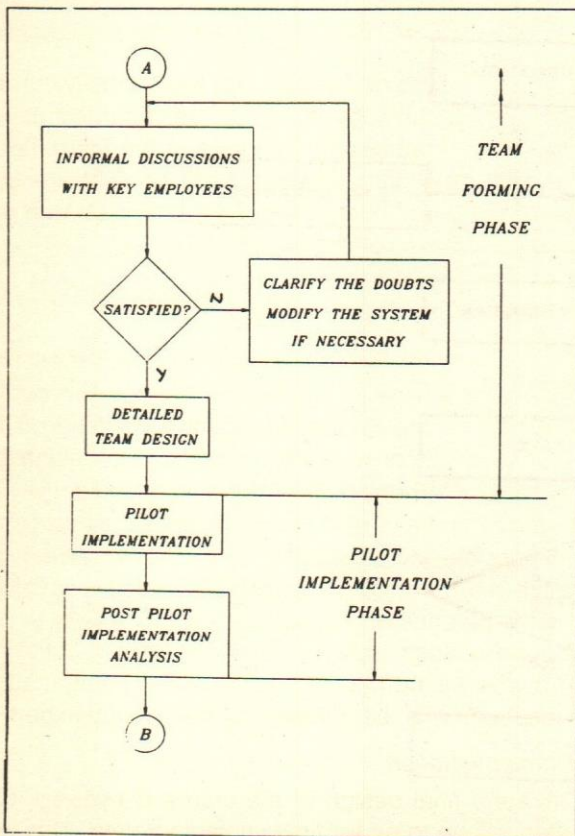 A
INFORMAL DISCUSSIONS
WITH KEY EMPLOYEES
SATISFIED?
N
CLARIFY THE DOUBTS
MODIFY THE SYSTEM
IF NECESSARY
Y
DETAILED
TEAM DESIGN
PILOT
IMPLEMENTATION
POST PILOT
IMPLEMENTATION
ANALYSIS
B
TEAM
FORMING
PHASE
PILOT
IMPLEMENTATION
PHASE